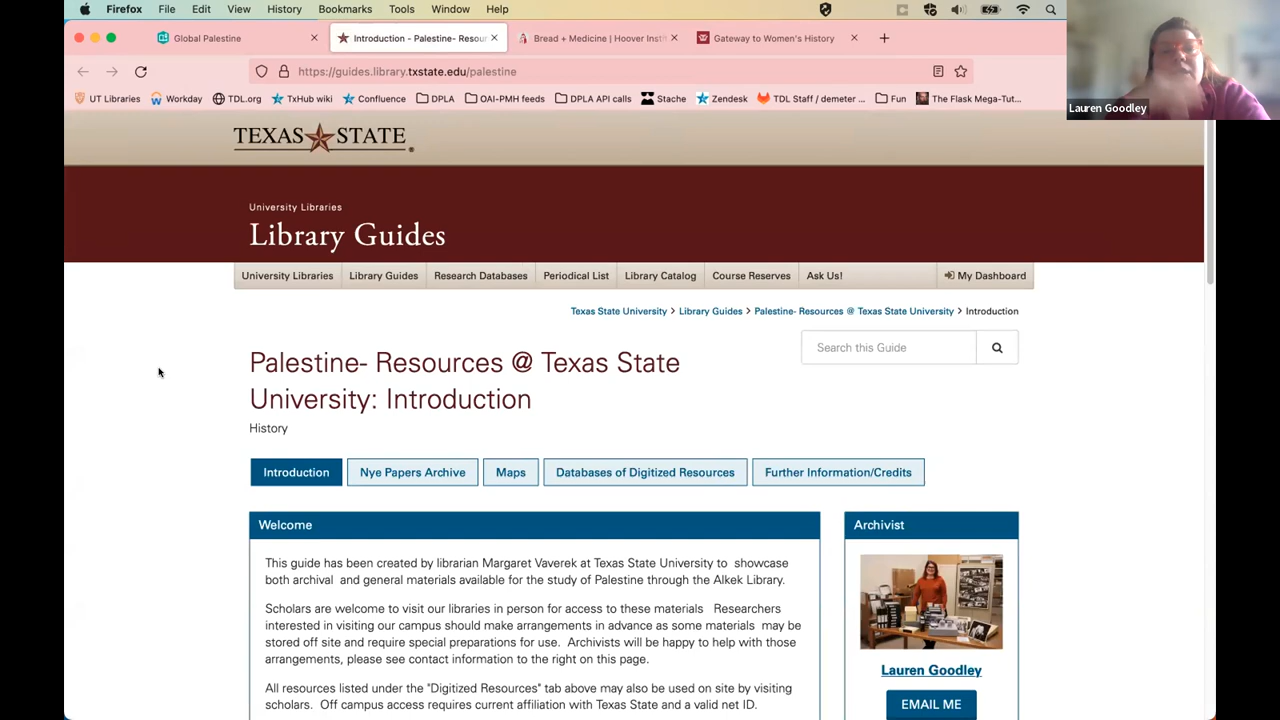 Firefox File Edit View History Bookmarks Tools Window Help
Global Palestine
Introduction - Palestine- Resour
Bread + Medicine | Hoover Insti
Gateway to Women's History
https://guides.library.txstate.edu/palestine
UT Libraries Workday TDL.org TxHub wiki Confluence DPLA OAI-PMH feeds DPLA API calls Stache Zendesk TDL Staff / demeter ... Fun The Flask Mega-Tut...
Lauren Goodley
TEXAS STATE
University Libraries
Library Guides
University Libraries Library Guides Research Databases Periodical List Library Catalog Course Reserves Ask Us! My Dashboard
Texas State University > Library Guides > Palestine- Resources @ Texas State University > Introduction
Search this Guide
Palestine- Resources @ Texas State
University: Introduction
History
Introduction Nye Papers Archive Maps Databases of Digitized Resources Further Information/Credits
Welcome
This guide has been created by librarian Margaret Vaverek at Texas State University to showcase
both archival and general materials available for the study of Palestine through the Alkek Library.
Scholars are welcome to visit our libraries in person for access to these materials Researchers
interested in visiting our campus should make arrangements in advance as some materials may be
stored off site and require special preparations for use. Archivists will be happy to help with those
arrangements, please see contact information to the right on this page.
All resources listed under the "Digitized Resources" tab above may also be used on site by visiting
scholars. Off campus access requires current affiliation with Texas State and a valid net ID.
Archivist
Lauren Goodley
EMAIL ME